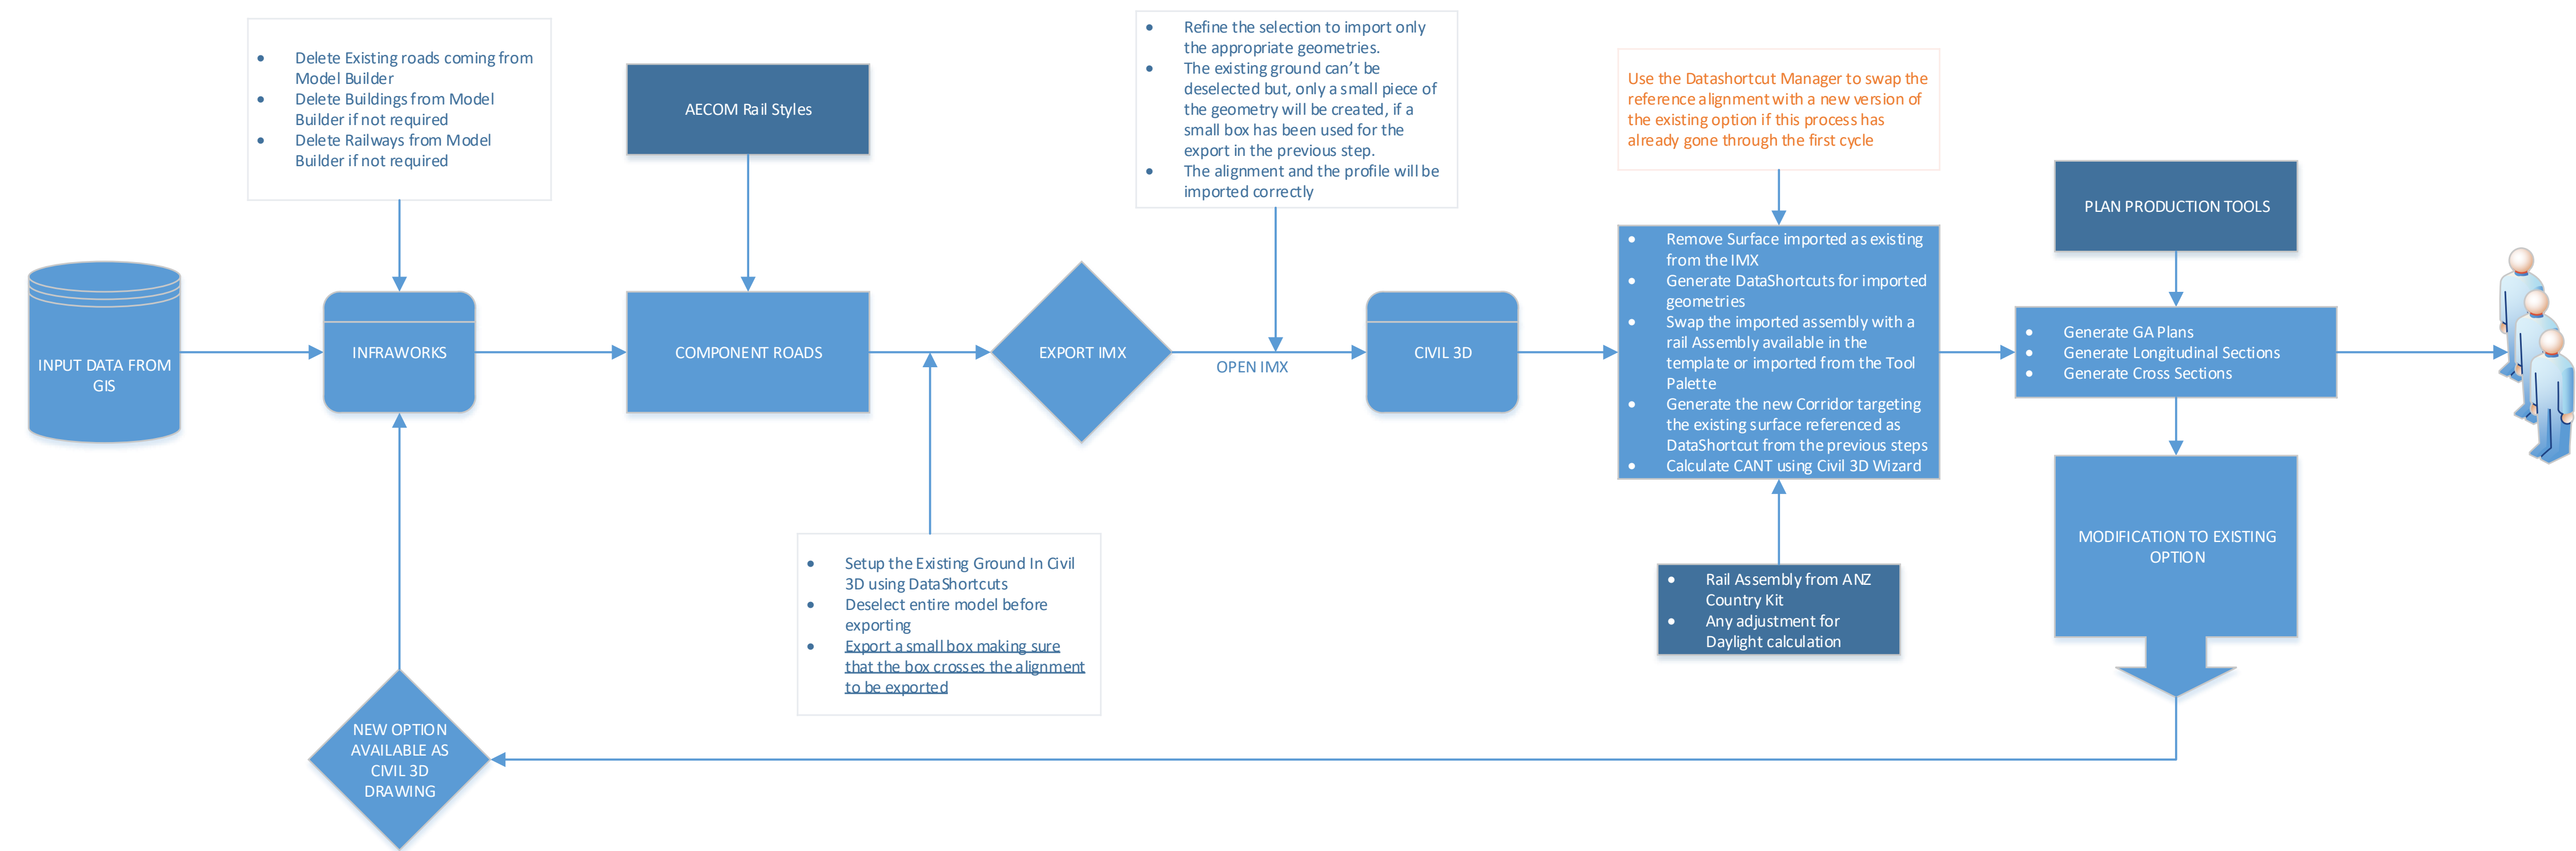 • Delete Existing roads coming from
Model Builder
• Delete Buildings from Model
Builder if not required
• Delete Railways from Model
Builder if not required
AECOM Rail Styles
• Refine the selection to import only
the appropriate geometries.
• The existing ground can’t be
deselected but, only a small piece of
the geometry will be created, if a
small box has been used for the
export in the previous step.
• The alignment and the profile will be
imported correctly
Use the Datashortcut Manager to swap the
reference alignment with a new version of
the existing option if this process has
already gone through the first cycle
PLAN PRODUCTION TOOLS
INPUT DATA FROM
GIS
INFRAWORKS
COMPONENT ROADS
EXPORT IMX
OPEN IMX
CIVIL 3D
• Remove Surface imported as existing
from the IMX
• Generate DataShortcuts for imported
geometries
• Swap the imported assembly with a
rail Assembly available in the
template or imported from the Tool
Palette
• Generate the new Corridor targeting
the existing surface referenced as
DataShortcut from the previous steps
• Calculate CANT using Civil 3D Wizard
• Generate GA Plans
• Generate Longitudinal Sections
• Generate Cross Sections
• Setup the Existing Ground In Civil
3D using DataShortcuts
• Deselect entire model before
exporting
• Export a small box making sure
that the box crosses the alignment
to be exported
• Rail Assembly from ANZ
Country Kit
• Any adjustment for
Daylight calculation
MODIFICATION TO EXISTING
OPTION
NEW OPTION
AVAILABLE AS
CIVIL 3D
DRAWING